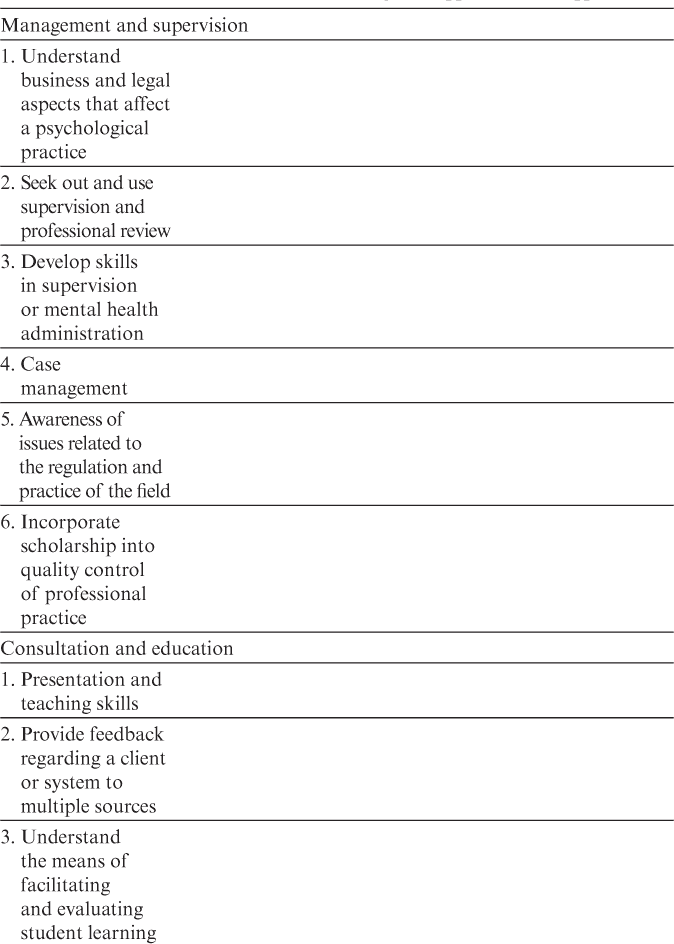 Management and supervision
1. Understand
business and legal
aspects that affect
a psychological
practice
2. Seek out and use
supervision and
professional review
3. Develop skills
in supervision
or mental health
administration
4. Case
management
5. Awareness of
issues related to
the regulation and
practice of the field
6. Incorporate
scholarship into
quality control
of professional
practice
Consultation and education
1. Presentation and
teaching skills
2. Provide feedback
regarding a client
or system to
multiple sources
3. Understand
the means of
facilitating
and evaluating
student learning